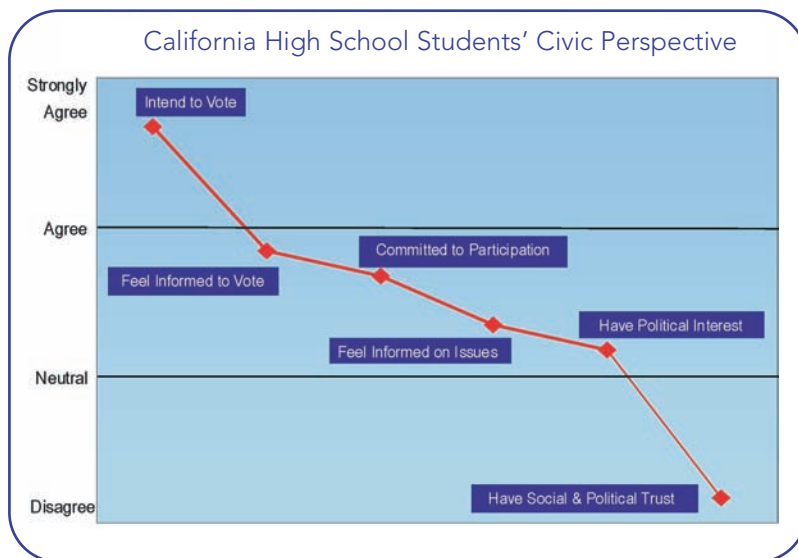 California High School Students' Civic Perspective
Strongly
Agree
Intend to Vote
Agree
Committed to Participation
Feel Informed to Vote
Have Political Interest
Feel Informed on Issues
Neutral
Have Social & Political Trust
Disagree